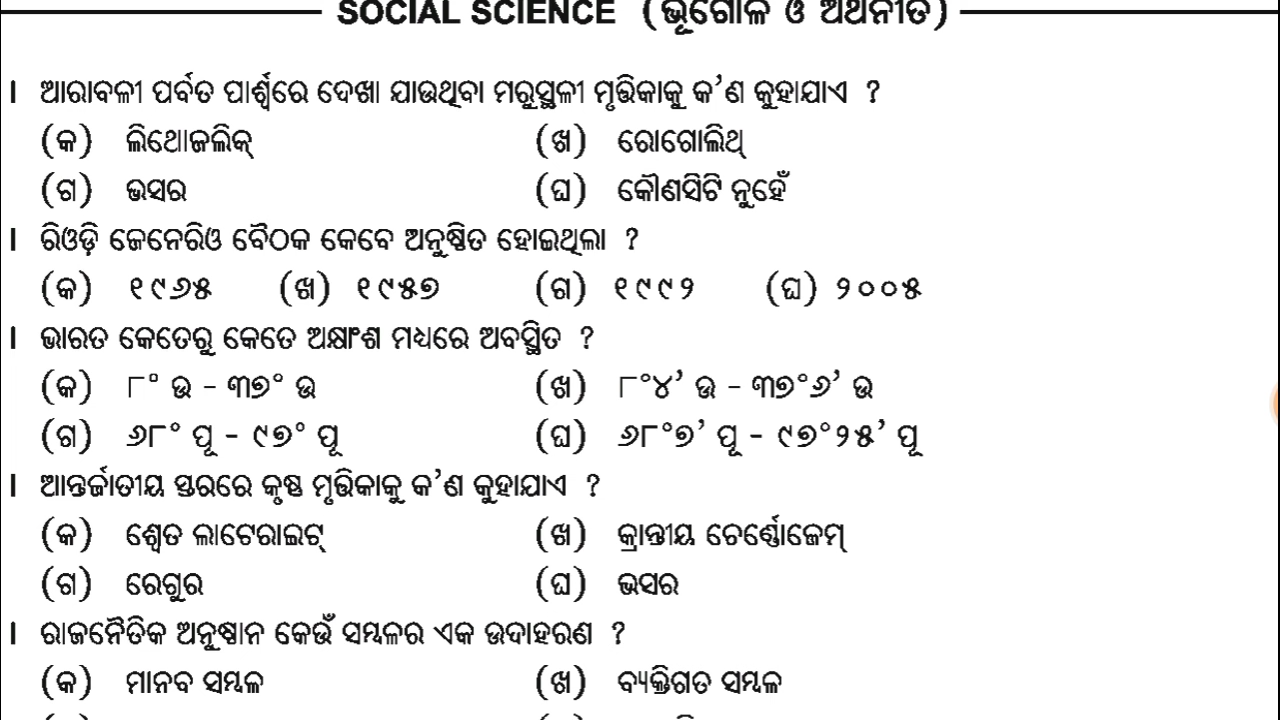 SOCIAL SCIENCE (ଭୂଗୋଳ ଓ ଅର୍ଥନୀତି)
। ଆରାବଳୀ ପର୍ବତ ପାର୍ଶ୍ୱରେ ଦେଖା ଯାଉଥିବା ମରୁସ୍ଥଳୀ ମୃତ୍ତିକାକୁ କ'ଣ କୁହାଯାଏ ?
(କ) ଲିଥୋଜଲିକ୍ (ଖ) ରୋଗୋଲିଥ୍
(ଗ) ଭସର (ଘ) କୌଣସିଟି ନୁହେଁ
। ରିଓଡ଼ି ଜେନେରିଓ ବୈଠକ କେବେ ଅନୁଷ୍ଠିତ ହୋଇଥିଲା ?
(କ) ୧୯୬୫ (ଖ) ୧୯୫୭ (ଗ) ୧୯୯୨ (ଘ) ୨୦୦୫
। ଭାରତ କେତେରୁ କେତେ ଅକ୍ଷାଂଶ ମଧ୍ୟରେ ଅବସ୍ଥିତ ?
(କ) ୮° ଉ - ୩୭° ଉ (ଖ) ୮°୪' ଉ - ୩୭°୬' ଉ
(ଗ) ୬୮° ପୂ - ୯୭° ପୂ (ଘ) ୬୮°୭' ପୂ - ୯୭°୨୫' ପୂ
। ଆନ୍ତର୍ଜାତୀୟ ସ୍ତରରେ କୃଷ୍ଣ ମୃତ୍ତିକାକୁ କ'ଣ କୁହାଯାଏ ?
(କ) ଶ୍ୱେତ ଲାଟେରାଇଟ୍ (ଖ) କ୍ରାନ୍ତୀୟ ଚେର୍ଣ୍ଣୋଜେମ୍
(ଗ) ରେଗୁର (ଘ) ଭସର
। ରାଜନୈତିକ ଅନୁଷ୍ଠାନ କେଉଁ ସମ୍ବଳର ଏକ ଉଦାହରଣ ?
(କ) ମାନବ ସମ୍ବଳ (ଖ) ବ୍ୟକ୍ତିଗତ ସମ୍ବଳ